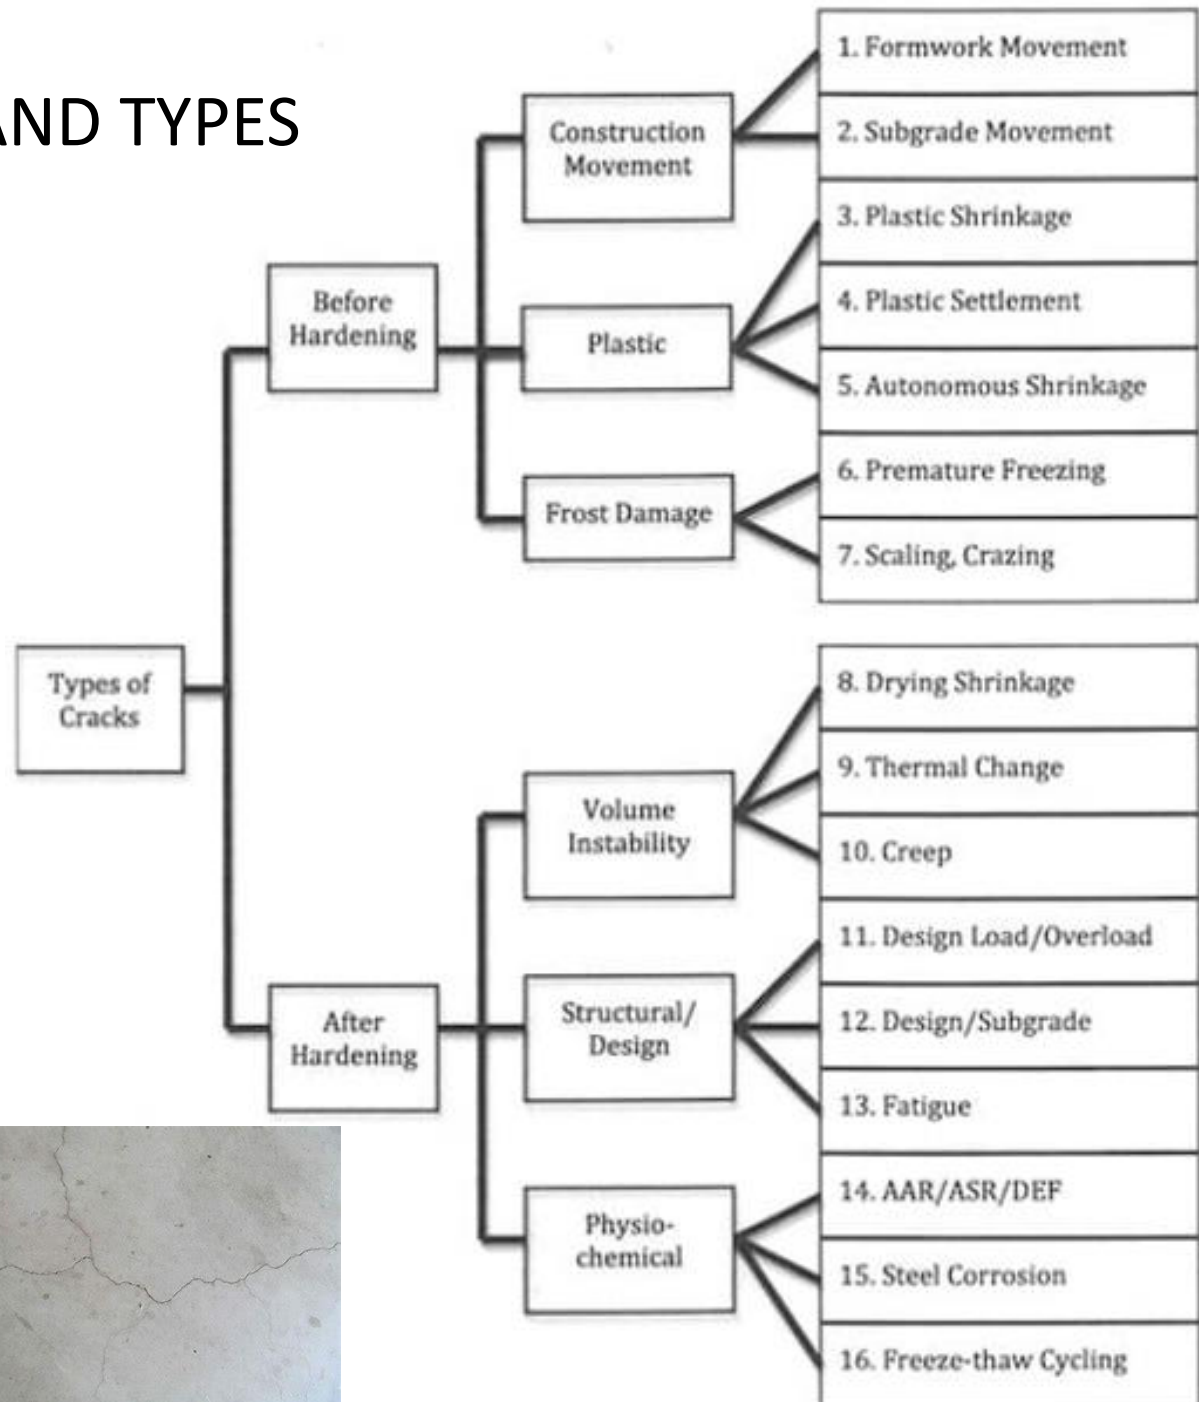 AND TYPES
Types of
Cracks
Before
Hardening
Construction
Movement
1. Formwork Movement
2. Subgrade Movement
Plastic
3. Plastic Shrinkage
4. Plastic Settlement
5. Autonomous Shrinkage
Frost Damage
6. Premature Freezing
7. Scaling, Crazing
After
Hardening
Volume
Instability
8. Drying Shrinkage
9. Thermal Change
10. Creep
Structural/
Design
11. Design Load/Overload
12. Design/Subgrade
13. Fatigue
Physio-
chemical
14. AAR/ASR/DEF
15. Steel Corrosion
16. Freeze-thaw Cycling